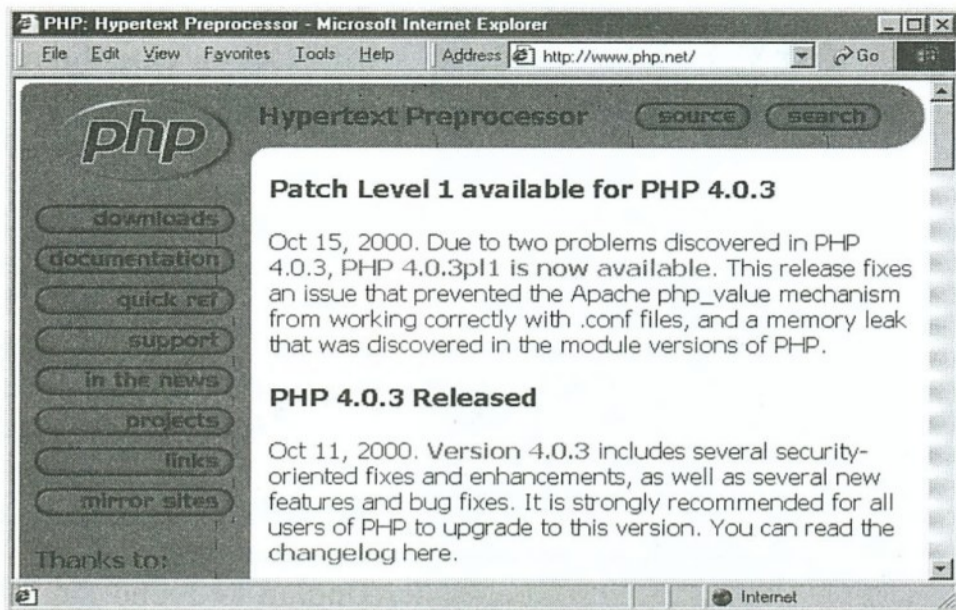 PHP: Hypertext Preprocessor - Microsoft Internet Explorer
File Edit View Favorites Tools Help Address http://www.php.net/ Go
php Hypertext Preprocessor source search
downloads
documentation
quick ref
support
in the news
projects
links
mirror sites
Thanks to:
Patch Level 1 available for PHP 4.0.3
Oct 15, 2000. Due to two problems discovered in PHP
4.0.3, PHP 4.0.3pl1 is now available. This release fixes
an issue that prevented the Apache php_value mechanism
from working correctly with .conf files, and a memory leak
that was discovered in the module versions of PHP.
PHP 4.0.3 Released
Oct 11, 2000. Version 4.0.3 includes several security-
oriented fixes and enhancements, as well as several new
features and bug fixes. It is strongly recommended for all
users of PHP to upgrade to this version. You can read the
changelog here.
Internet